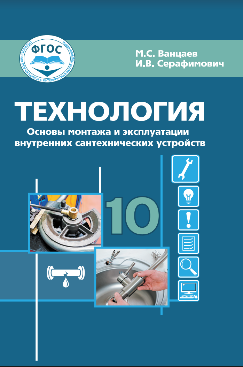 ФГОС
М.С. Ванцаев
И.В. Серафимович
ТЕХНОЛОГИЯ
Основы монтажа и эксплуатации
внутренних сантехнических устройств
10